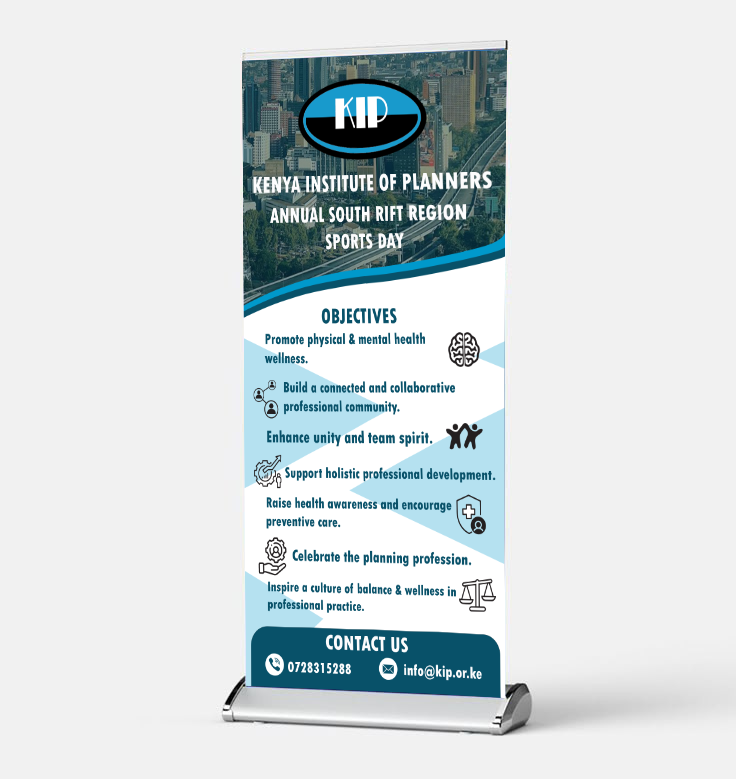 KIP
KENYA INSTITUTE OF PLANNERS
ANNUAL SOUTH RIFT REGION
SPORTS DAY
OBJECTIVES
Promote physical & mental health
wellness.
Build a connected and collaborative
professional community.
Enhance unity and team spirit.
Support holistic professional development.
Raise health awareness and encourage
preventive care.
Celebrate the planning profession.
Inspire a culture of balance & wellness in
professional practice.
CONTACT US
0728315288 info@kip.or.ke